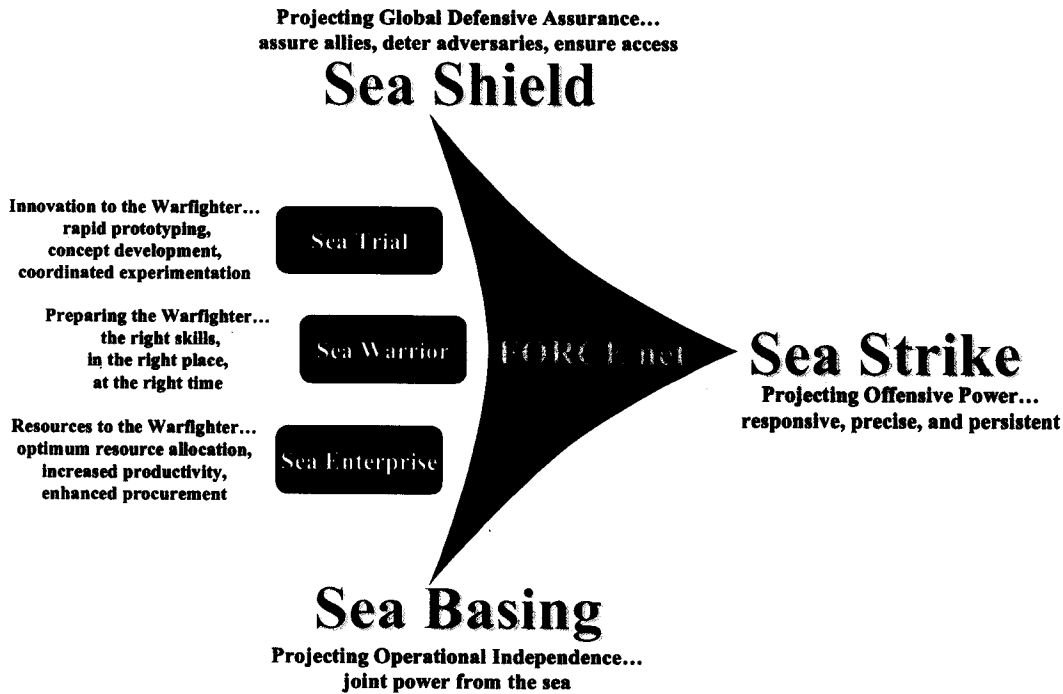 Projecting Global Defensive Assurance…
assure allies, deter adversaries, ensure access
Sea Shield
Innovation to the Warfighter…
rapid prototyping,
concept development,
coordinated experimentation
Sea Trial
Preparing the Warfighter…
the right skills,
in the right place,
at the right time
Sea Warrior
FORCEnet
Sea Strike
Projecting Offensive Power…
responsive, precise, and persistent
Resources to the Warfighter…
optimum resource allocation,
increased productivity,
enhanced procurement
Sea Enterprise
Sea Basing
Projecting Operational Independence…
joint power from the sea